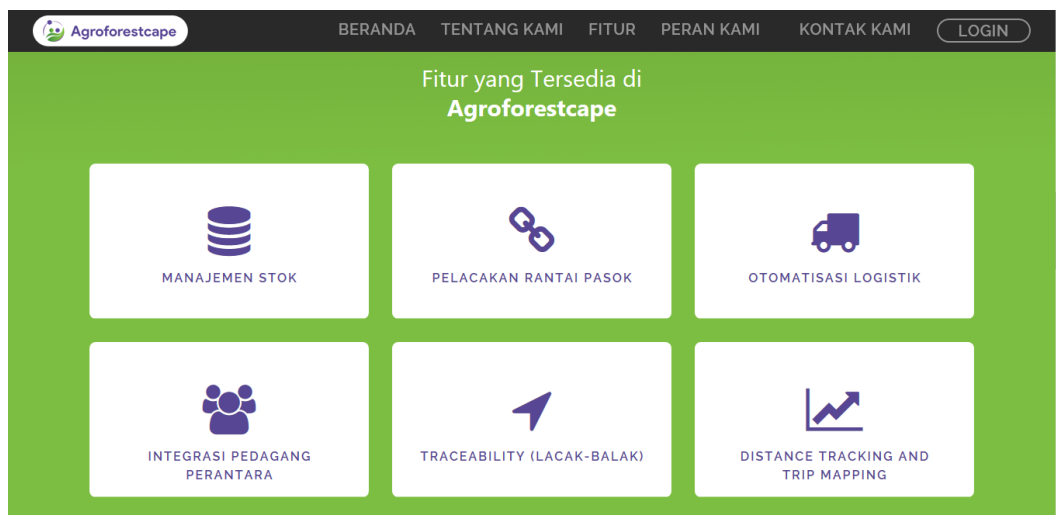 Agroforestcape
BERANDA TENTANG KAMI FITUR PERAN KAMI KONTAK KAMI LOGIN
Fitur yang Tersedia di
Agroforestcape
MANAJEMEN STOK
PELACAKAN RANTAI PASOK
OTOMATISASI LOGISTIK
INTEGRASI PEDAGANG
PERANTARA
TRACEABILITY (LACAK-BALAK)
DISTANCE TRACKING AND
TRIP MAPPING